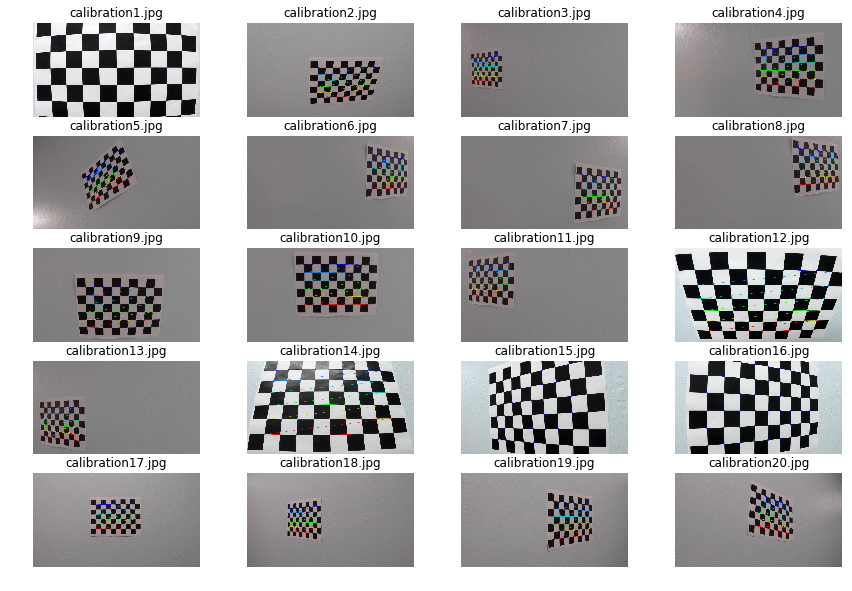 calibration1.jpg
calibration2.jpg
calibration3.jpg
calibration4.jpg
calibration5.jpg
calibration6.jpg
calibration7.jpg
calibration8.jpg
calibration9.jpg
calibration10.jpg
calibration11.jpg
calibration12.jpg
calibration13.jpg
calibration14.jpg
calibration15.jpg
calibration16.jpg
calibration17.jpg
calibration18.jpg
calibration19.jpg
calibration20.jpg